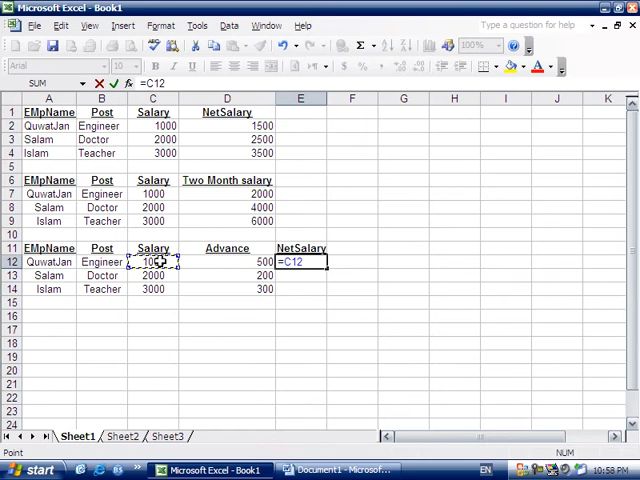 Microsoft Excel - Book1
File Edit View Insert Format Tools Data Window Help Type a question for help
100%
Arial 10 B I U
SUM =C12
A B C D E F G H I J K
1 EMpName Post Salary NetSalary
2 QuwatJan Engineer 1000 1500
3 Salam Doctor 2000 2500
4 Islam Teacher 3000 3500
5
6 EMpName Post Salary Two Month salary
7 QuwatJan Engineer 1000 2000
8 Salam Doctor 2000 4000
9 Islam Teacher 3000 6000
10
11 EMpName Post Salary Advance NetSalary
12 QuwatJan Engineer 500 =C12
13 Salam Doctor 2000 200
14 Islam Teacher 3000 300
15
16
17
18
19
20
21
22
23
24
Sheet1 Sheet2 Sheet3
Point NUM
start Microsoft Excel - Book1 Document1 - Microsof... EN 10:58 PM